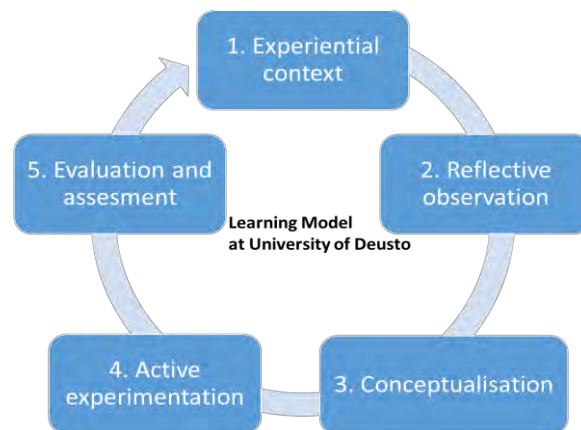 1. Experiential
context
2. Reflective
observation
3. Conceptualisation
4. Active
experimentation
5. Evaluation and
assesment
Learning Model
at University of Deusto